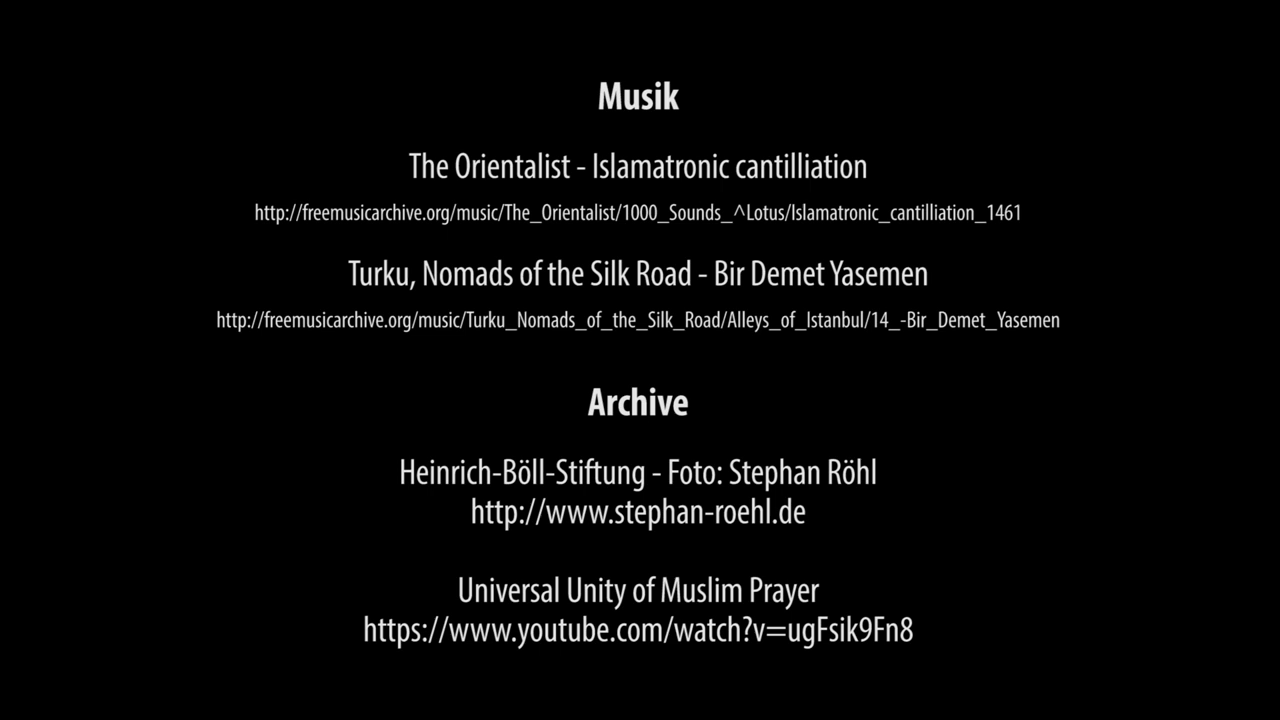 Musik
The Orientalist - Islamatronic cantilliation
http://freemusicarchive.org/music/The_Orientalist/1000_Sounds_^Lotus/Islamatronic_cantilliation_1461
Turku, Nomads of the Silk Road - Bir Demet Yasemen
http://freemusicarchive.org/music/Turku_Nomads_of_the_Silk_Road/Alleys_of_Istanbul/14_-Bir_Demet_Yasemen
Archive
Heinrich-Böll-Stiftung - Foto: Stephan Röhl
http://www.stephan-roehl.de
Universal Unity of Muslim Prayer
https://www.youtube.com/watch?v=ugFsik9Fn8